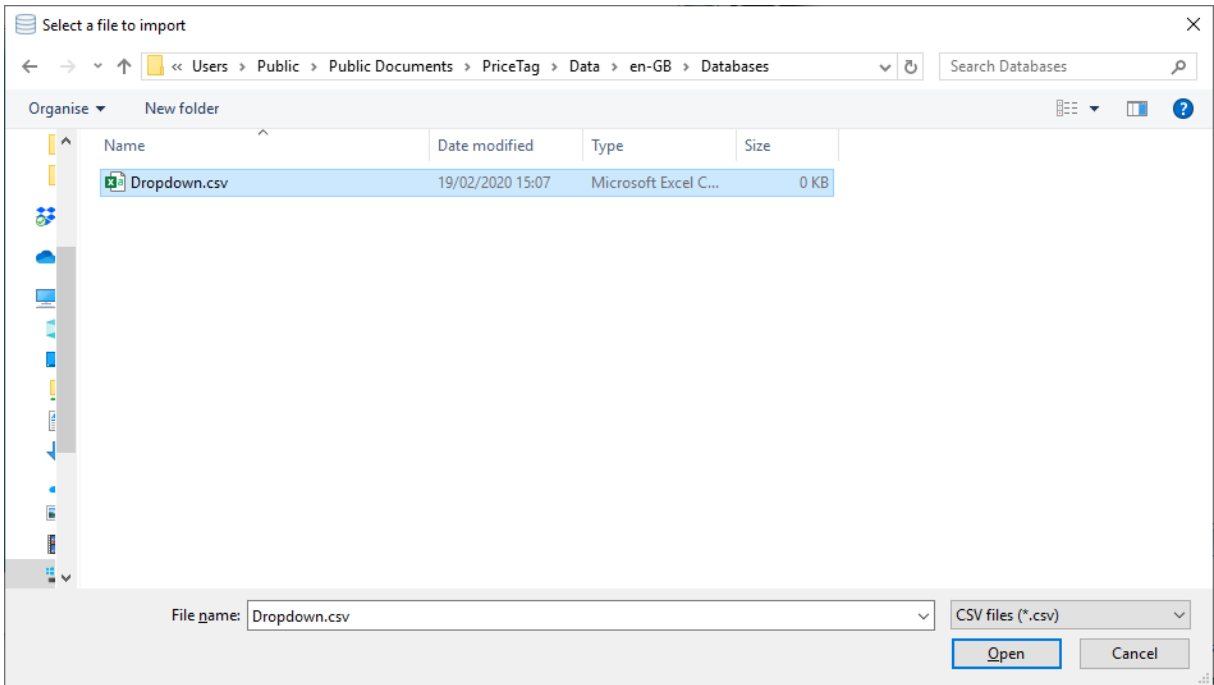 Select a file to import
« Users > Public > Public Documents > PriceTag > Data > en-GB > Databases
Search Databases
Organise
New folder
Name Date modified Type Size
Dropdown.csv 19/02/2020 15:07 Microsoft Excel C... 0 KB
File name: Dropdown.csv CSV files (*.csv)
Open Cancel